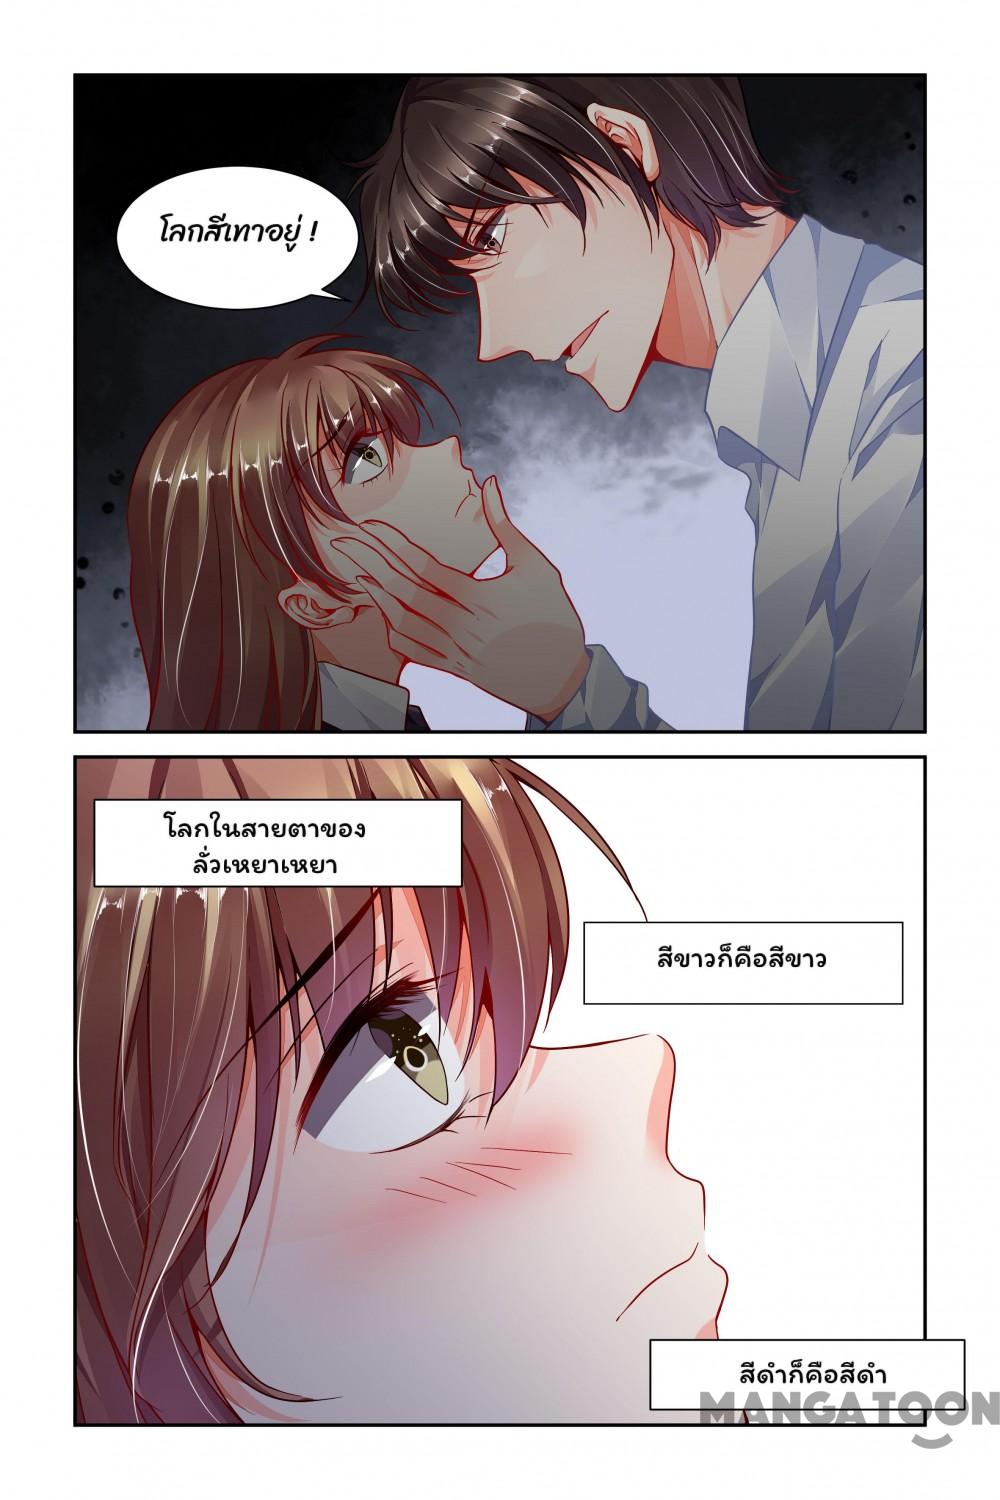 โลกสีเทาอยู่ !
โลกในสายตาของ
ลั่วเหยาเหยา
สีขาวก็คือสีขาว
สีดำก็คือสีดำ
MANGATOON